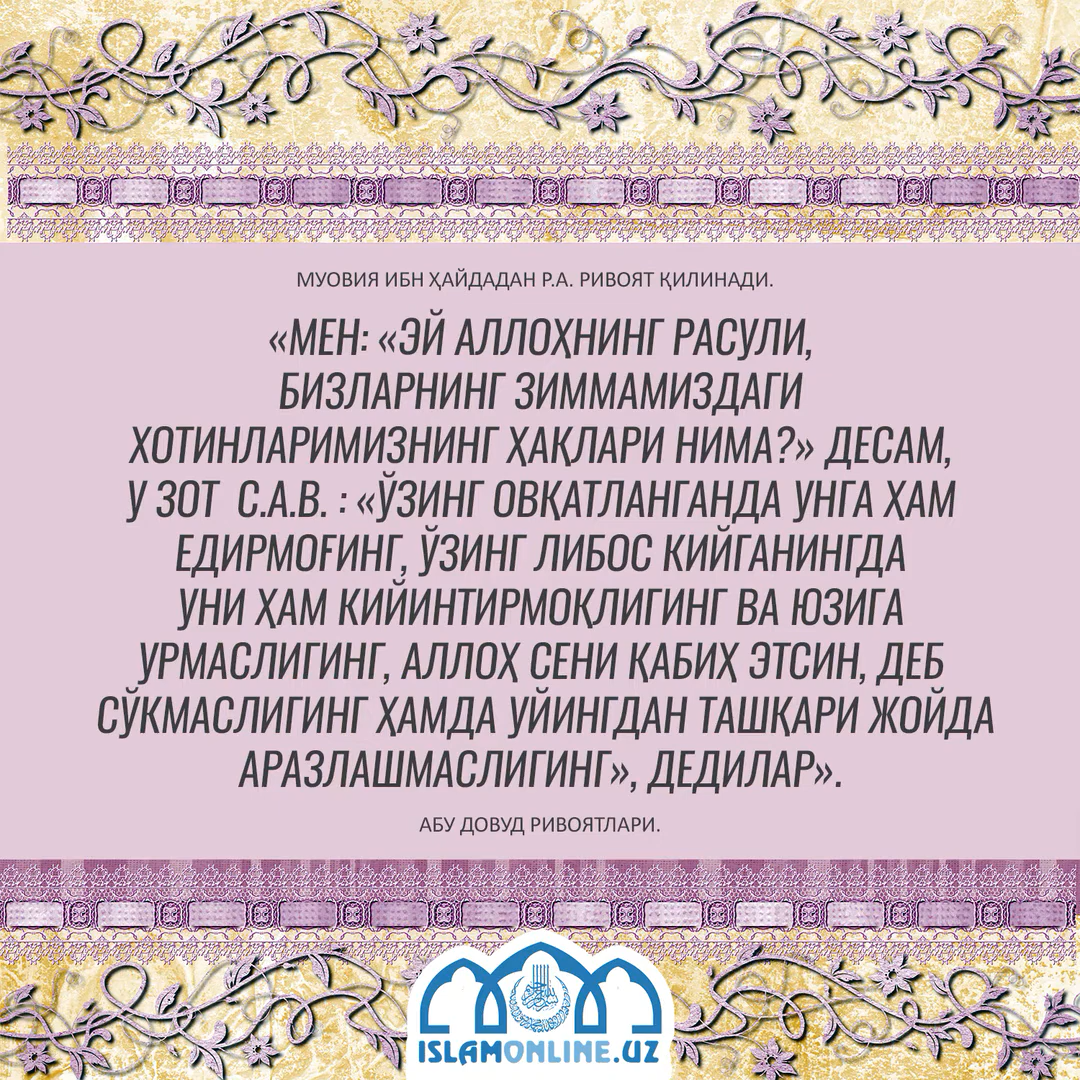 МУОВИЯ ИБН ҲАЙДАДАН Р.А. РИВОЯТ ҚИЛИНАДИ.
«МЕН: «ЭЙ АЛЛОҲНИНГ РАСУЛИ,
БИЗЛАРНИНГ ЗИММАМИЗДАГИ
ХОТИНЛАРИМИЗНИНГ ҲАҚЛАРИ НИМА?» ДЕСАМ,
У ЗОТ С.А.В. : «ЎЗИНГ ОВҚАТЛАНГАНДА УНГА ҲАМ
ЕДИРМОҒИНГ, ЎЗИНГ ЛИБОС КИЙГАНИНГДА
УНИ ҲАМ КИЙИНТИРМОҚЛИГИНГ ВА ЮЗИГА
УРМАСЛИГИНГ, АЛЛОҲ СЕНИ ҚАБИҲ ЭТСИН, ДЕБ
СЎКМАСЛИГИНГ ҲАМДА УЙИНГДАН ТАШҚАРИ ЖОЙДА
АРАЗЛАШМАСЛИГИНГ», ДЕДИЛАР».
АБУ ДОВУД РИВОЯТЛАРИ.
ISLAMONLINE.UZ